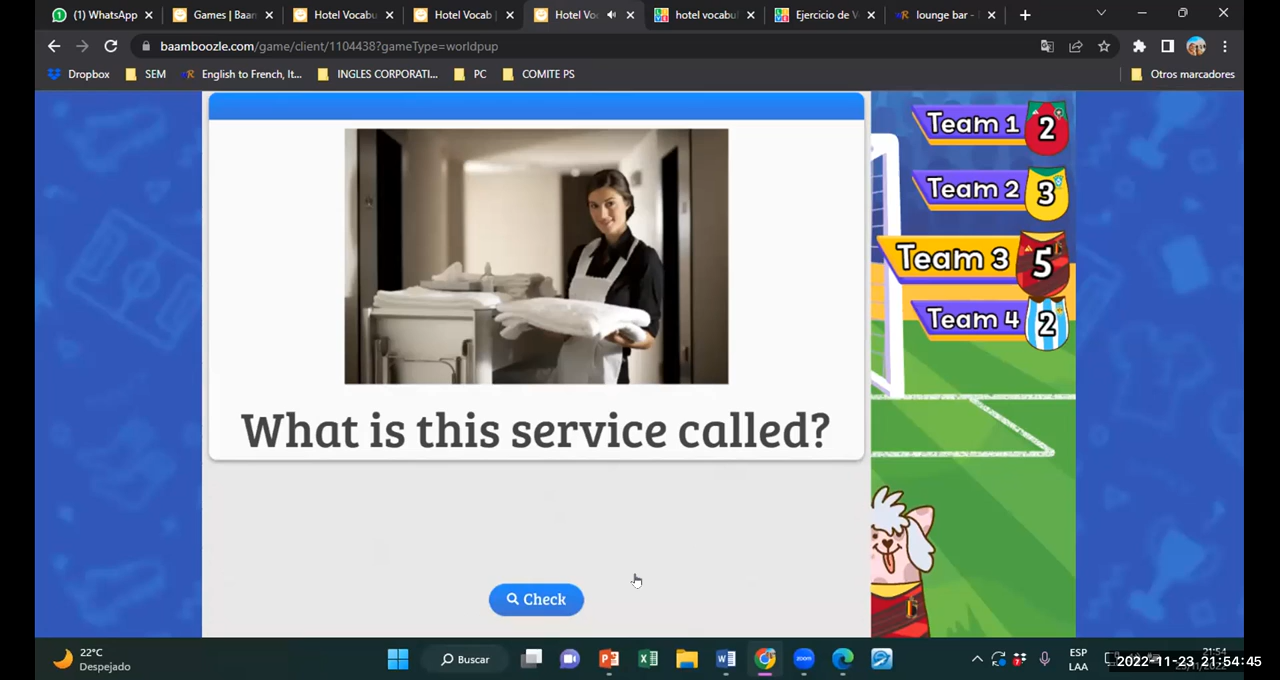 (1) WhatsApp
Games | Baam
Hotel Vocabu
Hotel Vocab |
Hotel Vo
hotel vocabul
Ejercicio de V
lounge bar -
baamboozle.com/game/client/1104438?gameType=worldpup
Dropbox
SEM
English to French, It...
INGLES CORPORATI...
PC
COMITE PS
Otros marcadores
Team 1 2
Team 2 3
Team 3 5
Team 4 2
What is this service called?
Check
22°C
Despejado
Buscar
ESP
LAA
21:54
2022-11-23 21:54:45